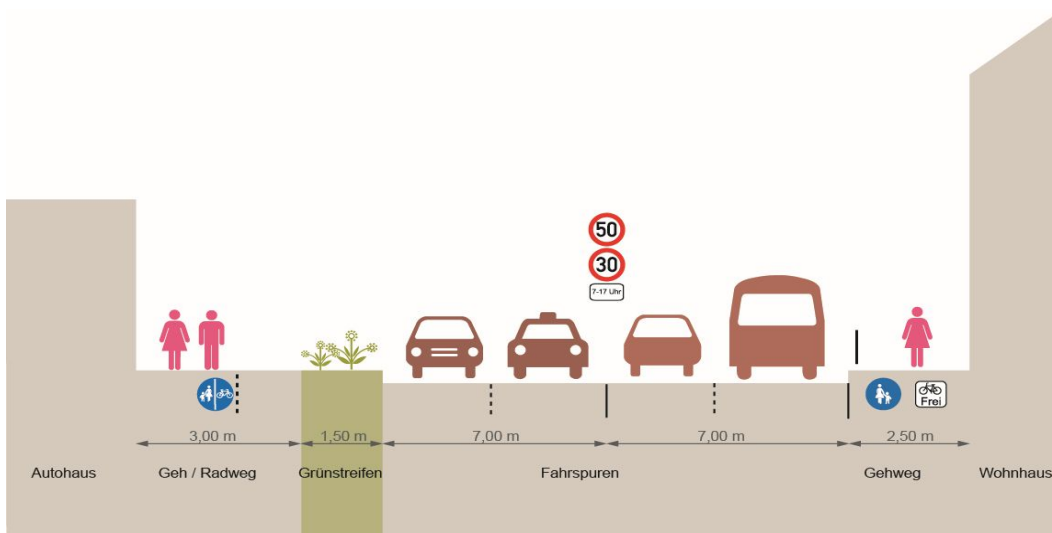 50
30
7-17 Uhr
Frei
3,00 m
1,50 m
7,00 m
7,00 m
2,50 m
Autohaus
Geh / Radweg
Grünstreifen
Fahrspuren
Gehweg
Wohnhaus